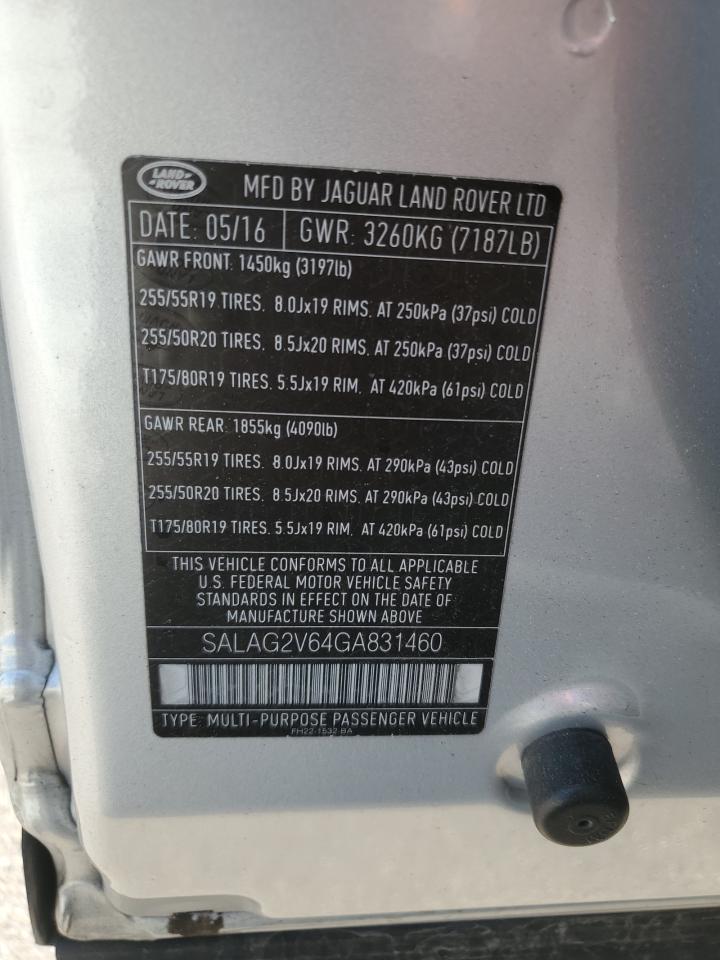 LAND ROVER
MFD BY JAGUAR LAND ROVER LTD
DATE: 05/16 GWR: 3260KG (7187LB)
GAWR FRONT: 1450kg (3197lb)
255/55R19 TIRES. 8.0Jx19 RIMS. AT 250kPa (37psi) COLD
255/50R20 TIRES. 8.5Jx20 RIMS. AT 250kPa (37psi) COLD
T175/80R19 TIRES. 5.5Jx19 RIM. AT 420kPa (61psi) COLD
GAWR REAR: 1855kg (4090lb)
255/55R19 TIRES. 8.0Jx19 RIMS. AT 290kPa (43psi) COLD
255/50R20 TIRES. 8.5Jx20 RIMS. AT 290kPa (43psi) COLD
T175/80R19 TIRES. 5.5Jx19 RIM. AT 420kPa (61psi) COLD
THIS VEHICLE CONFORMS TO ALL APPLICABLE
U.S. FEDERAL MOTOR VEHICLE SAFETY
STANDARDS IN EFFECT ON THE DATE OF
MANUFACTURE SHOWN ABOVE
SALAG2V64GA831460
TYPE: MULTI-PURPOSE PASSENGER VEHICLE
FH22-1532-BA